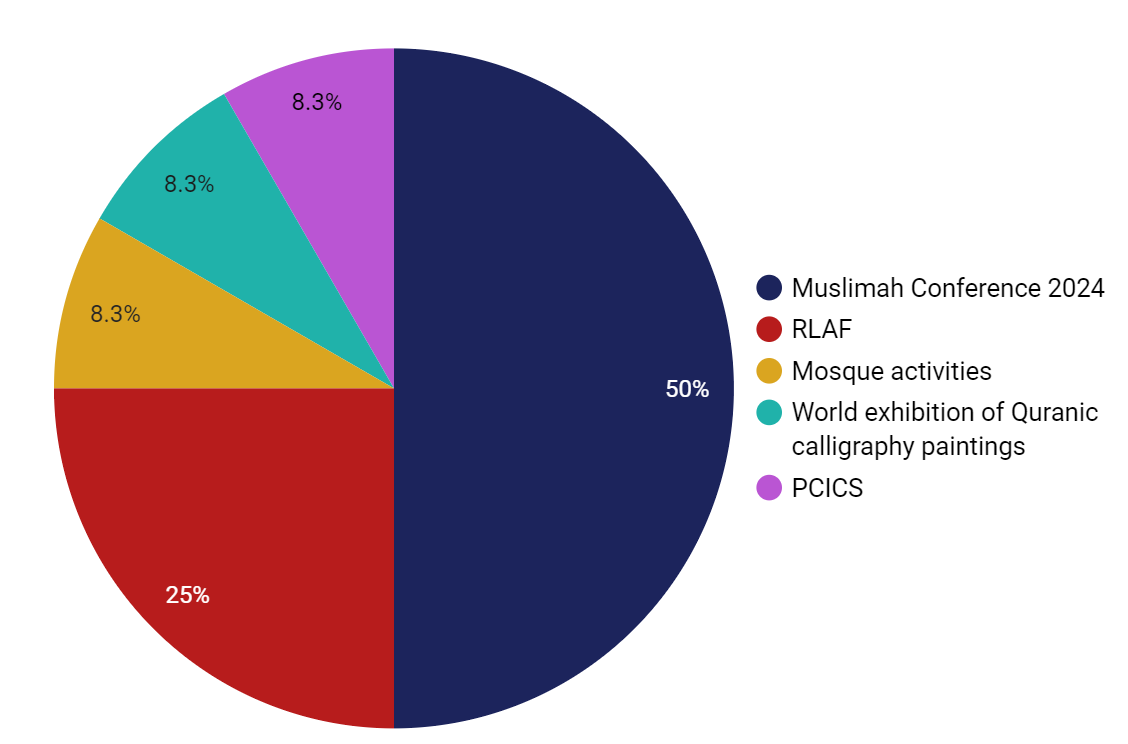 8.3%
8.3%
8.3%
50%
25%
Muslimah Conference 2024
RLAF
Mosque activities
World exhibition of Quranic
calligraphy paintings
PCICS